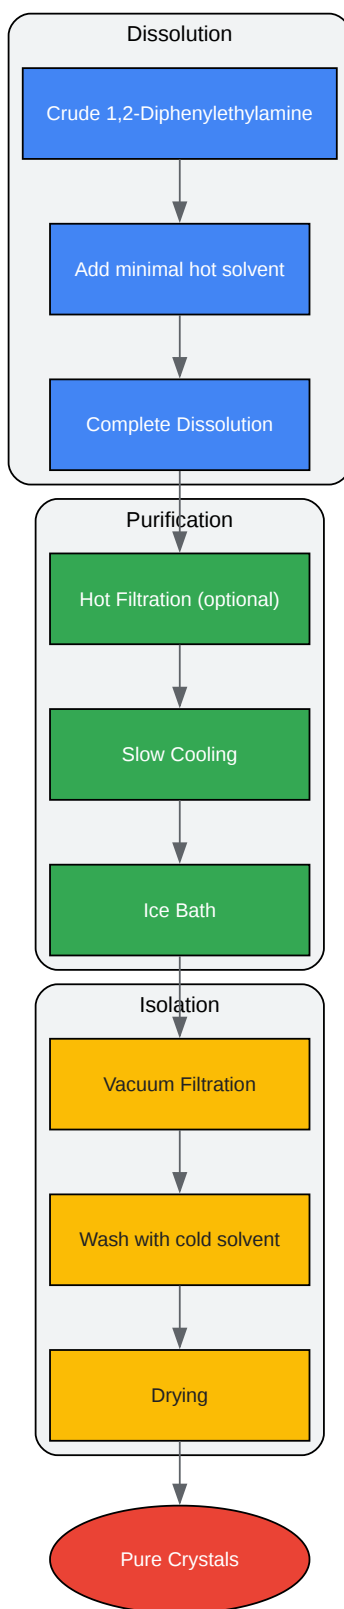 Dissolution
Crude 1,2-Diphenylethylamine
Add minimal hot solvent
Complete Dissolution
Purification
Hot Filtration (optional)
Slow Cooling
Ice Bath
Isolation
Vacuum Filtration
Wash with cold solvent
Drying
Pure Crystals